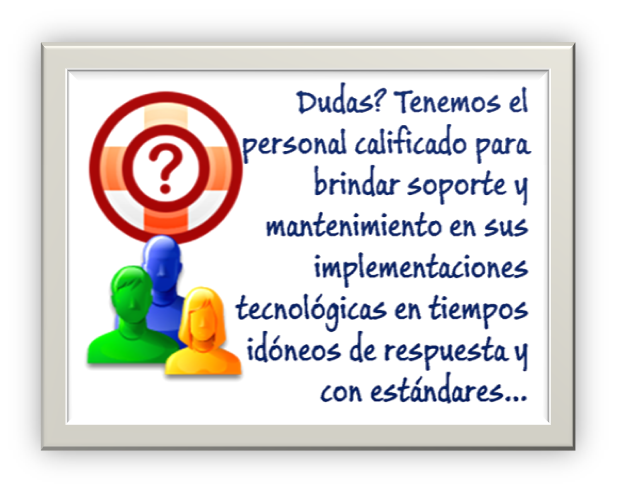 ?
Dudas? Tenemos el
personal calificado para
brindar soporte y
mantenimiento en sus
implementaciones
tecnológicas en tiempos
idóneos de respuesta y
con estándares...